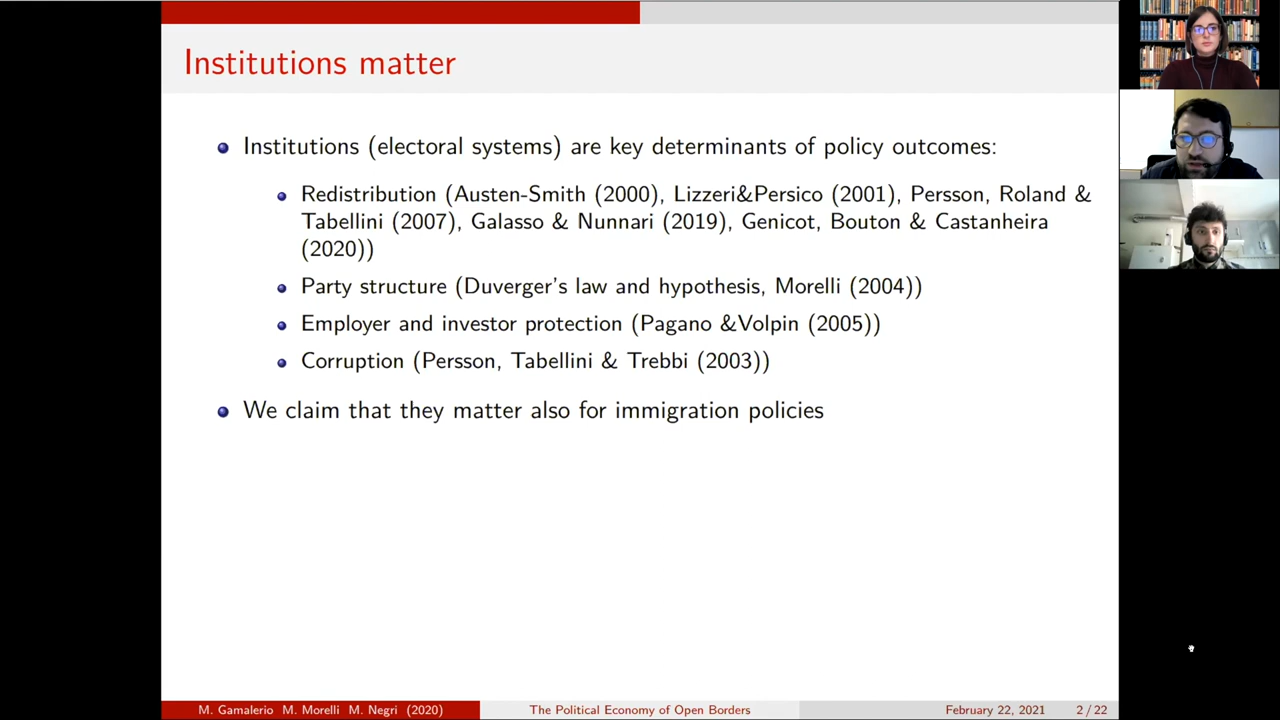 Institutions matter
Institutions (electoral systems) are key determinants of policy outcomes:
Redistribution (Austen-Smith (2000), Lizzeri&Persico (2001), Persson, Roland &
Tabellini (2007), Galasso & Nunnari (2019), Genicot, Bouton & Castanheira
(2020))
Party structure (Duverger's law and hypothesis, Morelli (2004))
Employer and investor protection (Pagano &Volpin (2005))
Corruption (Persson, Tabellini & Trebbi (2003))
We claim that they matter also for immigration policies
M. Gamalerio M. Morelli M. Negri (2020) The Political Economy of Open Borders February 22, 2021 2 / 22